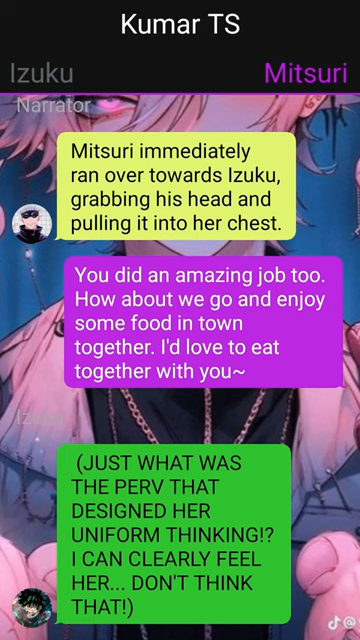 Kumar TS
Izuku Mitsuri
Narrator
Mitsuri immediately
ran over towards Izuku,
grabbing his head and
pulling it into her chest.
You did an amazing job too.
How about we go and enjoy
some food in town
together. I'd love to eat
together with you~
Izuku
(JUST WHAT WAS
THE PERV THAT
DESIGNED HER
UNIFORM THINKING!?
I CAN CLEARLY FEEL
HER... DON'T THINK
THAT!)
@